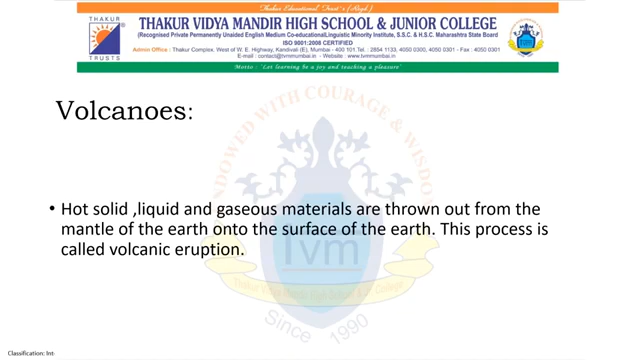 Thakur Educational Trust's (Regd)
THAKUR VIDYA MANDIR HIGH SCHOOL & JUNIOR COLLEGE
(Recognised Private Permanently Unaided English Medium Co-educational,Linguistic Minority Institute, S.S.C. & H.S.C. Maharashtra State Board
ISO 9001:2008 CERTIFIED
Admin Office : Thakur Complex. West of W. E. Highway, Kandivali (E), Mumbai - 400 101. Tel : 2854 1133, 4050 0300, 4050 0301 - Fax : 4050 0301
E-mail : contact@tvmmumbai.in - Website : www.tvmmumbai.in
Motto : "Let learning be a joy and teaching a pleasure"
THAKUR
TRUSTS
Volcanoes:
• Hot solid ,liquid and gaseous materials are thrown out from the
mantle of the earth onto the surface of the earth. This process is
called volcanic eruption.
ENDOWED WITH COURAGE & WISDOM
tvm
Since 1990
Classification: Int